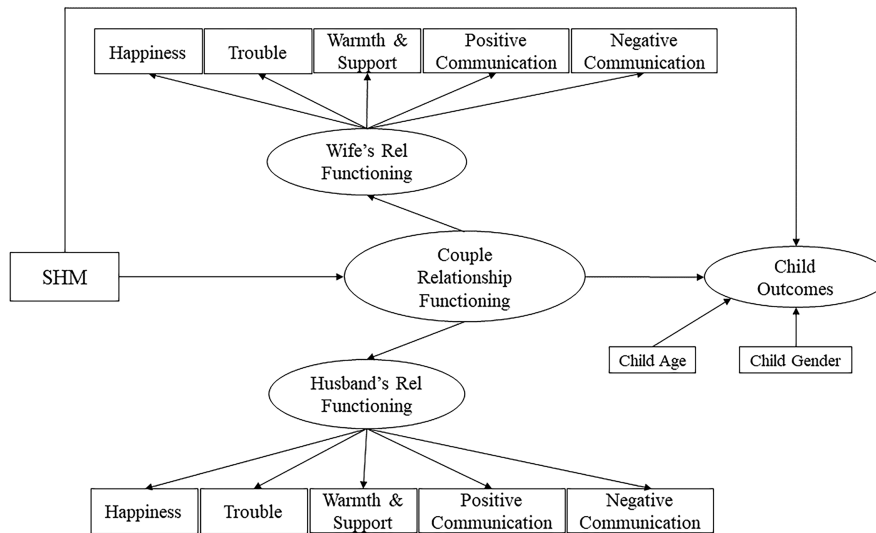 Happiness
Trouble
Warmth &
Support
Positive
Communication
Negative
Communication
Wife's Rel
Functioning
SHM
Couple
Relationship
Functioning
Child
Outcomes
Child Age
Child Gender
Husband's Rel
Functioning
Happiness
Trouble
Warmth &
Support
Positive
Communication
Negative
Communication